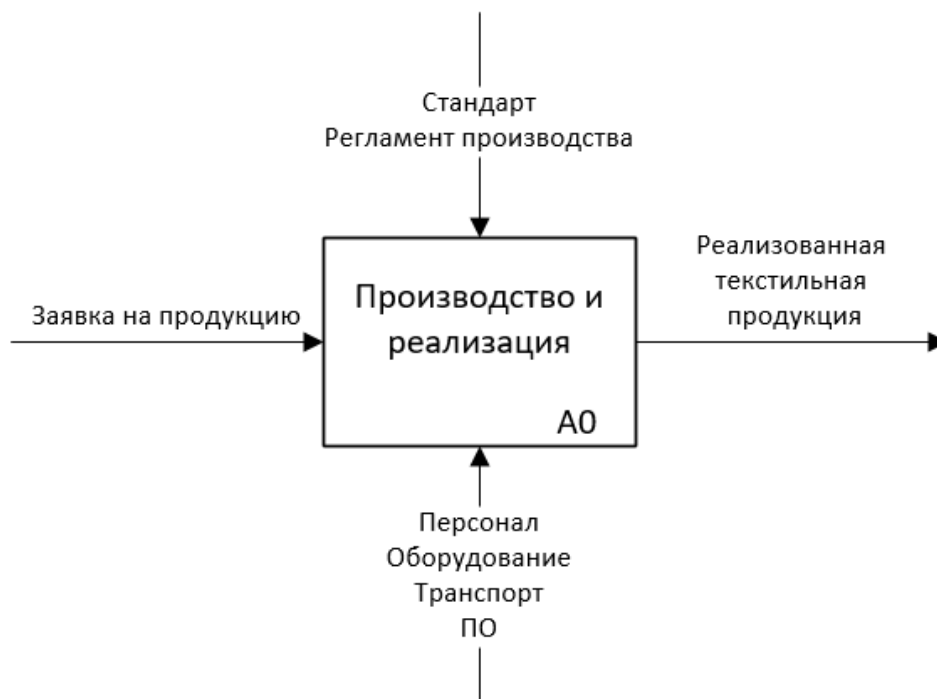 Стандарт
Регламент производства
Заявка на продукцию
Производство и
реализация
А0
Реализованная
текстильная
продукция
Персонал
Оборудование
Транспорт
ПО